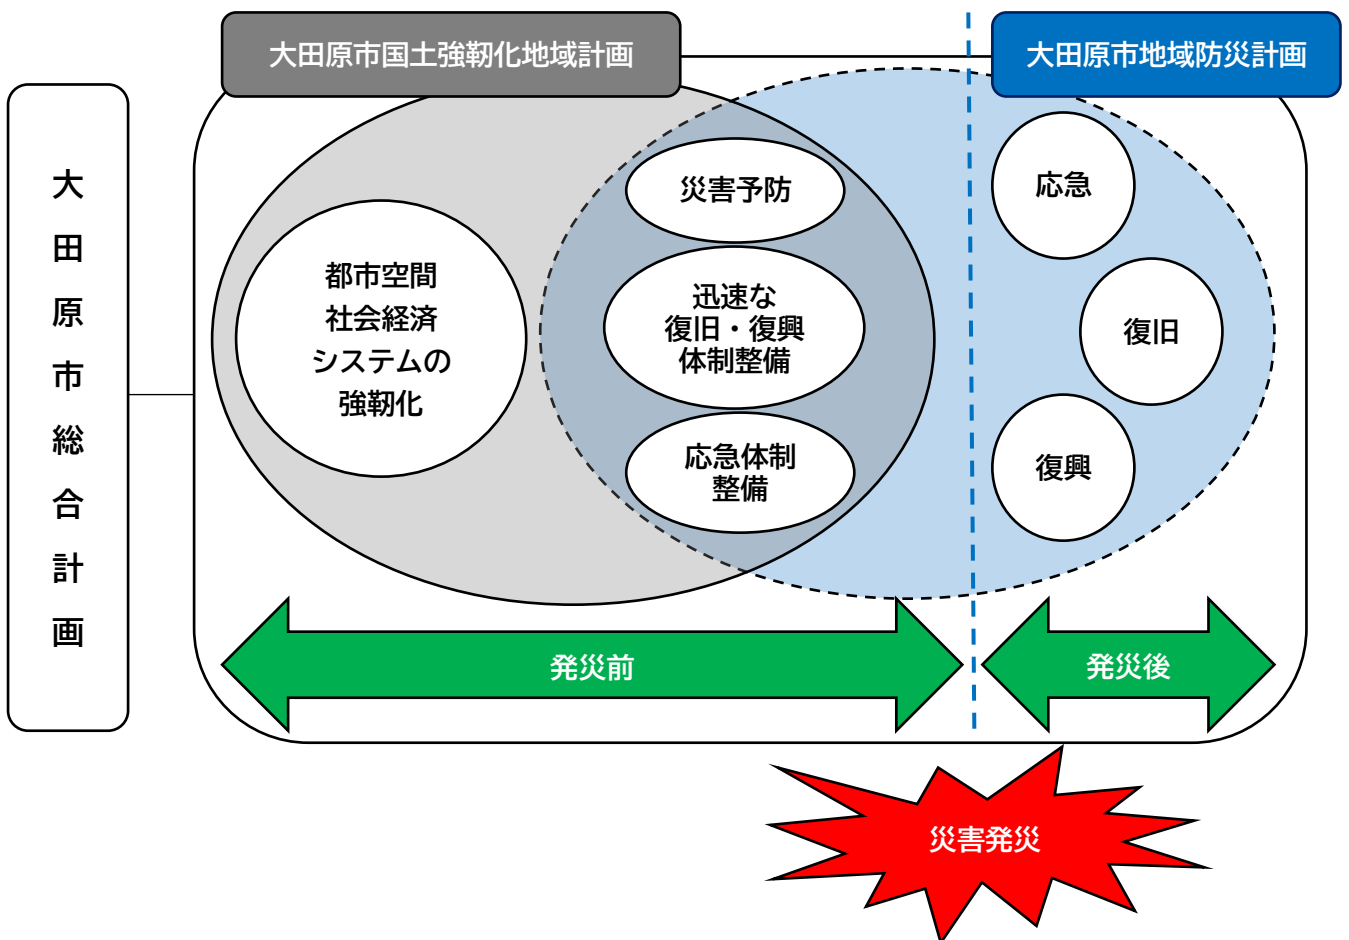 大田原市国土強靭化地域計画
大田原市地域防災計画
大田原市総合計画
都市空間
社会経済
システムの
強靭化
災害予防
迅速な
復旧・復興
体制整備
応急体制
整備
応急
復旧
復興
発災前
発災後
災害発災